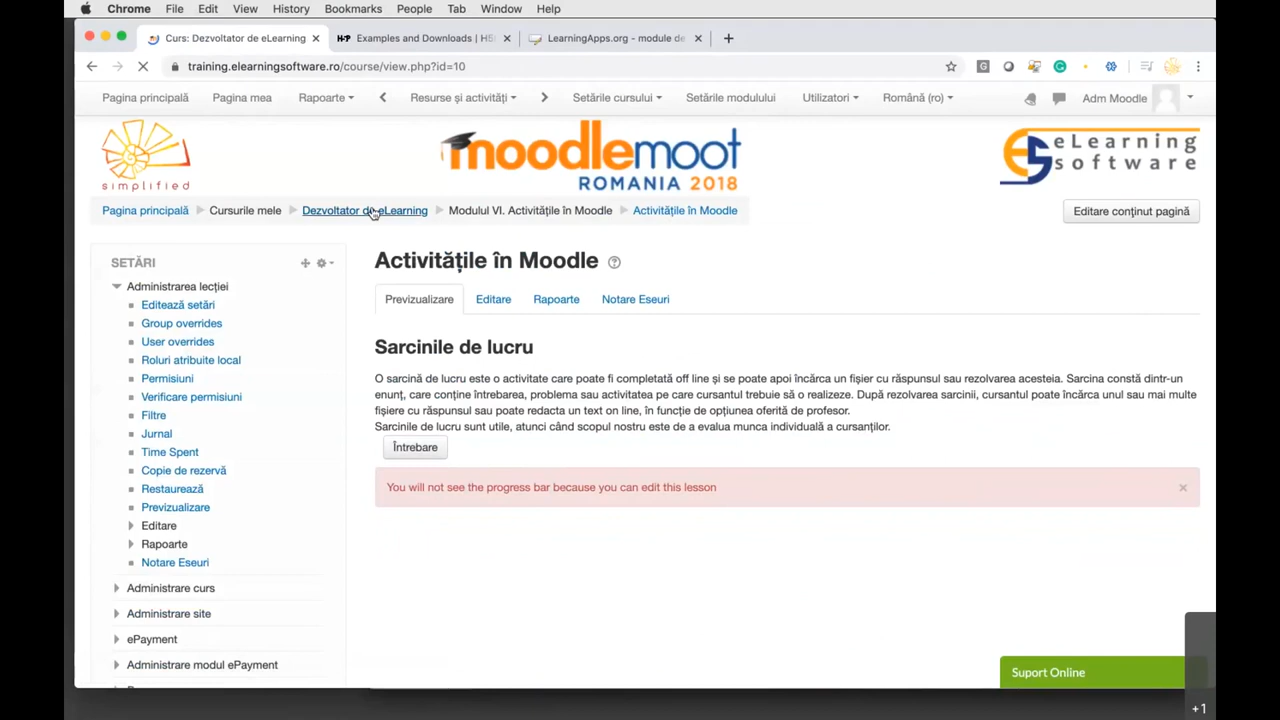 Chrome File Edit View History Bookmarks People Tab Window Help
Curs: Dezvoltator de eLearning
H-P Examples and Downloads | H5
LearningApps.org - module de
training.elearningsoftware.ro/course/view.php?id=10
Pagina principală Pagina mea Rapoarte Resurse și activități Setările cursului Setările modulului Utilizatori Română (ro) Adm Moodle
simplified
moodlemoot
ROMANIA 2018
eLearning
software
Pagina principală Cursurile mele Dezvoltator de eLearning Modulul VI. Activitățile în Moodle Activitățile în Moodle
Editare conținut pagină
SETĂRI
Administrarea lecției
Editează setări
Group overrides
User overrides
Roluri atribuite local
Permisiuni
Verificare permisiuni
Filtre
Jurnal
Time Spent
Copie de rezervă
Restaurează
Previzualizare
Editare
Rapoarte
Notare Eseuri
Administrare curs
Administrare site
ePayment
Administrare modul ePayment
Activitățile în Moodle
Previzualizare Editare Rapoarte Notare Eseuri
Sarcinile de lucru
O sarcină de lucru este o activitate care poate fi completată off line și se poate apoi încărca un fișier cu răspunsul sau rezolvarea acesteia. Sarcina constă dintr-un
enunț, care conține întrebarea, problema sau activitatea pe care cursantul trebuie să o realizeze. După rezolvarea sarcinii, cursantul poate încărca unul sau mai multe
fișiere cu răspunsul sau poate redacta un text on line, în funcție de opțiunea oferită de profesor.
Sarcinile de lucru sunt utile, atunci când scopul nostru este de a evalua munca individuală a cursanților.
Întrebare
You will not see the progress bar because you can edit this lesson
Suport Online
+1